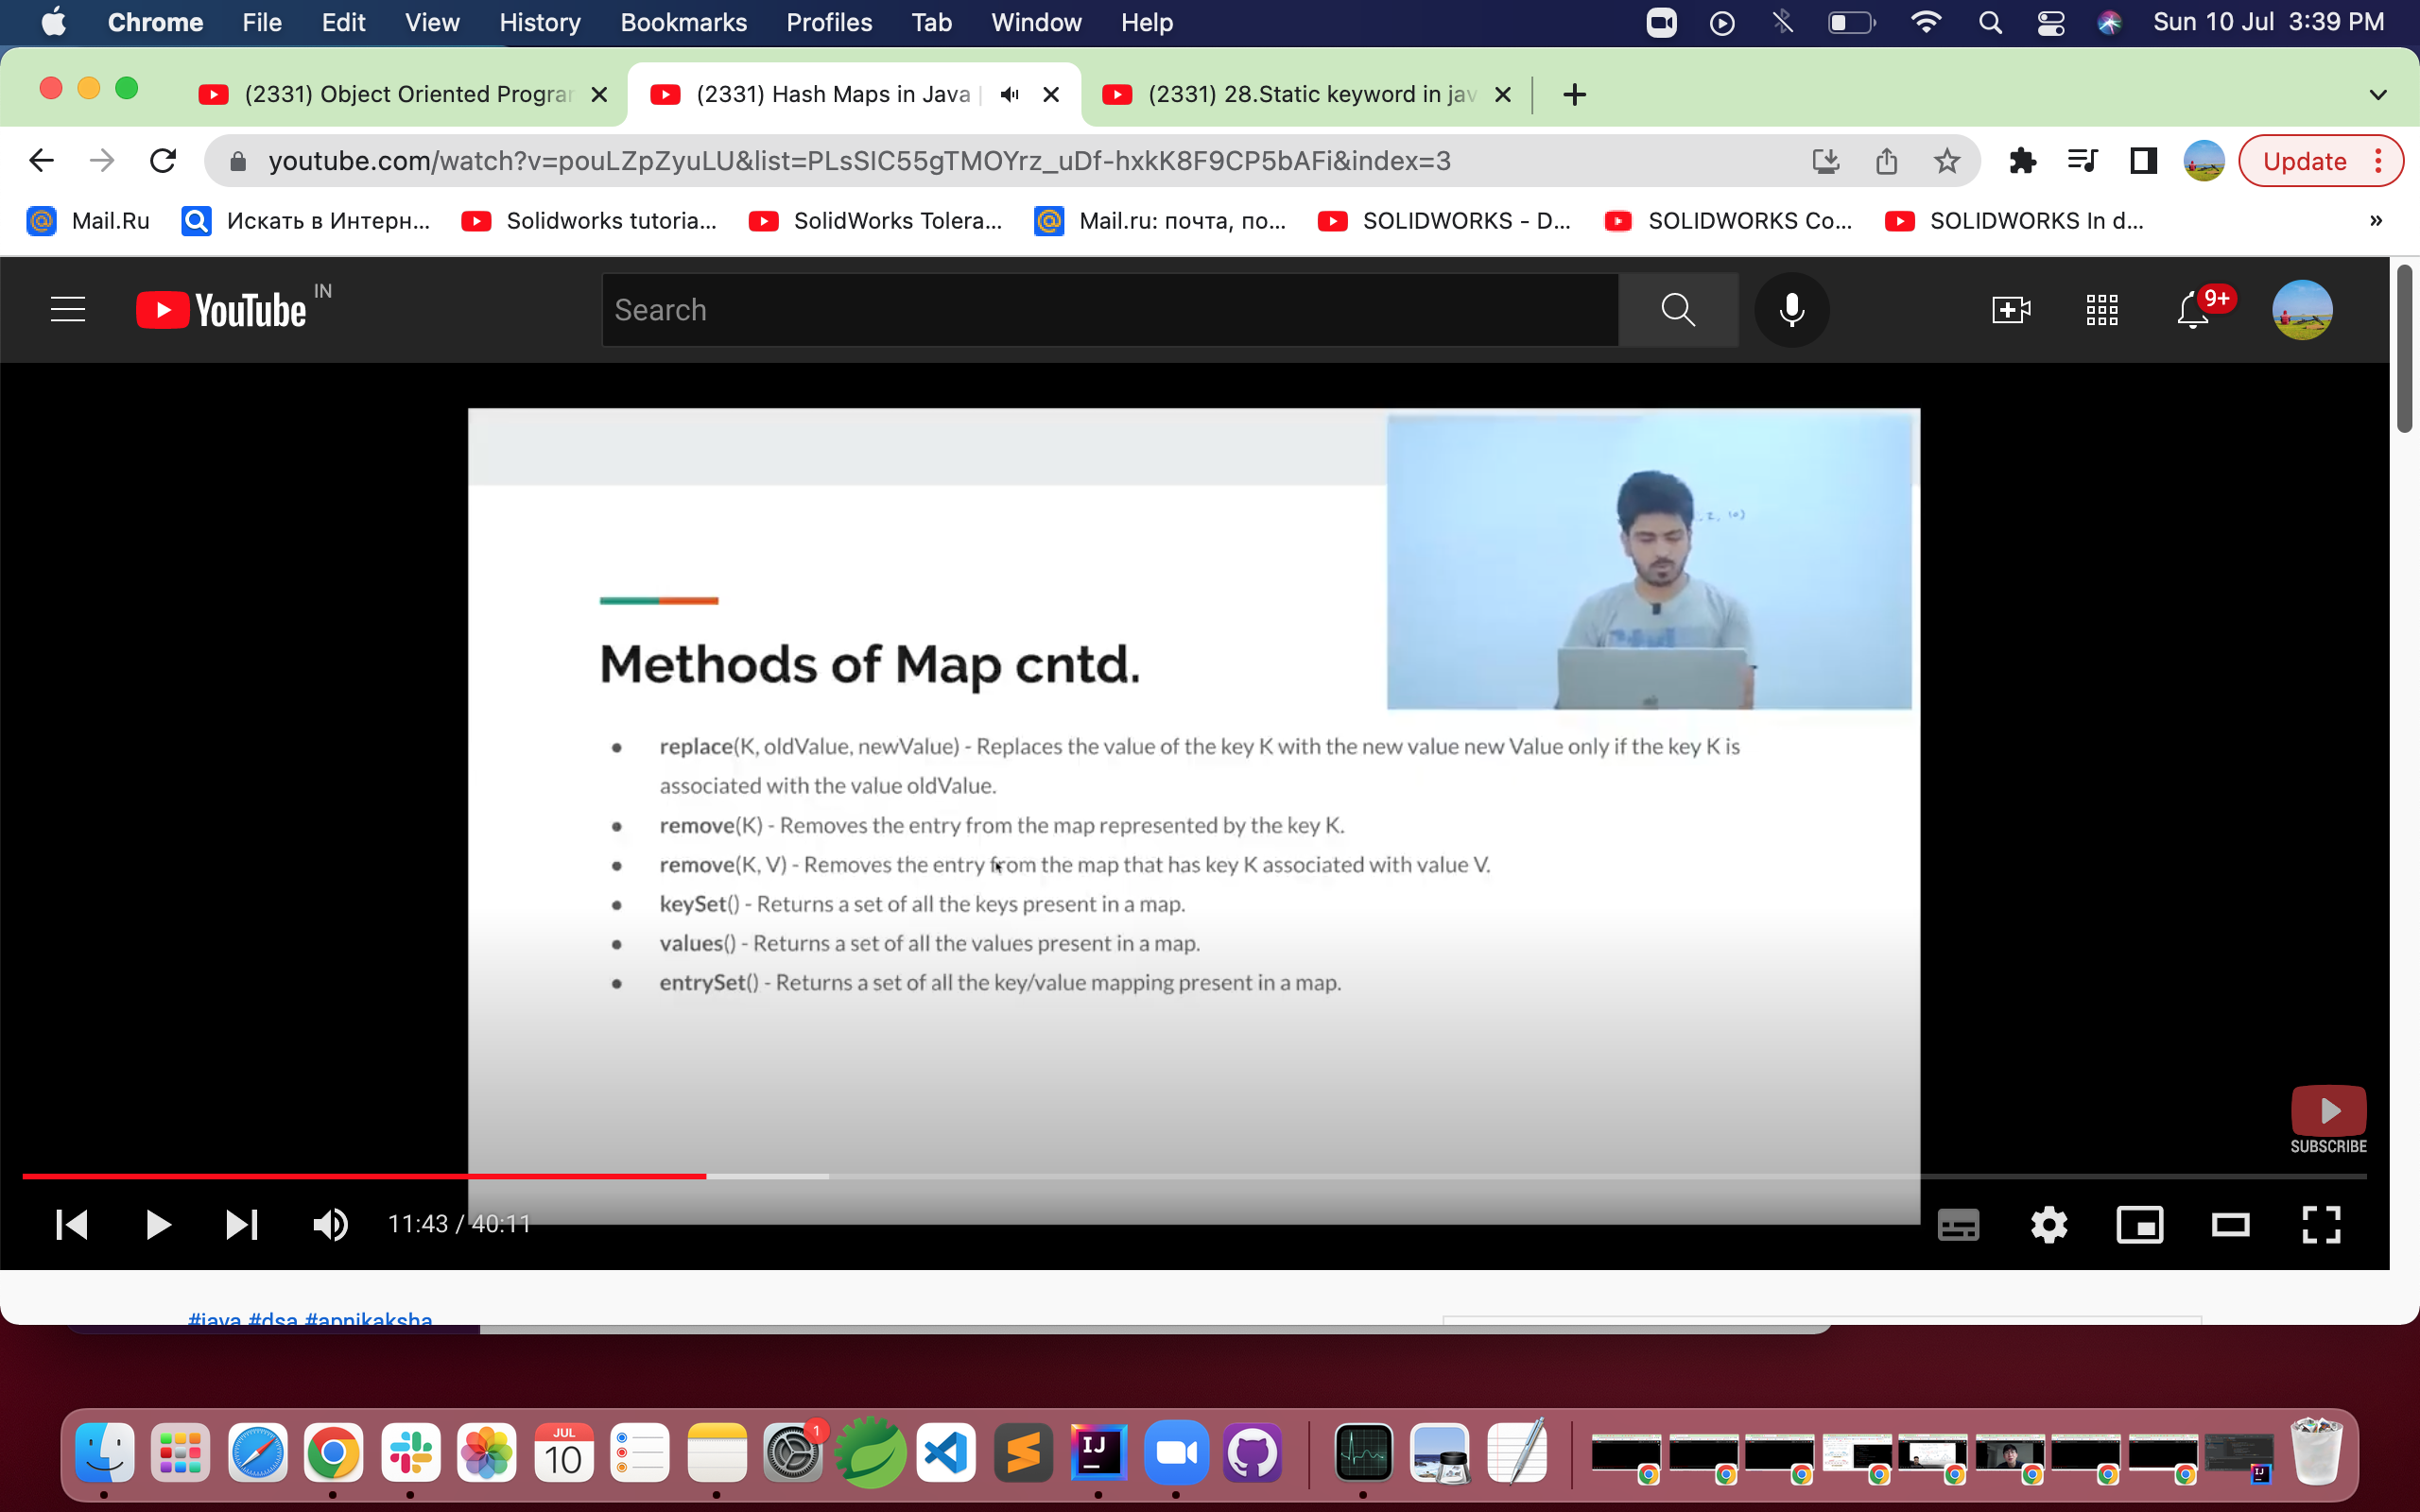 Chrome File Edit View History Bookmarks Profiles Tab Window Help Sun 10 Jul 3:39 PM
(2331) Object Oriented Progra (2331) Hash Maps in Java (2331) 28.Static keyword in jav
youtube.com/watch?v=pouLZpZyuLU&list=PLsSIC55gTMOYrz_uDf-hxkK8F9CP5bAFi&index=3 Update
Mail.Ru Искать в Интерн... Solidworks tutoria... SolidWorks Tolera... Mail.ru: почта, по... SOLIDWORKS - D... SOLIDWORKS Co... SOLIDWORKS In d... »
YouTube IN Search 9+
Methods of Map cntd.
replace(K, oldValue, newValue) - Replaces the value of the key K with the new value new Value only if the key K is
associated with the value oldValue.
remove(K) - Removes the entry from the map represented by the key K.
remove(K, V) - Removes the entry from the map that has key K associated with value V.
keySet() - Returns a set of all the keys present in a map.
values() - Returns a set of all the values present in a map.
entrySet() - Returns a set of all the key/value mapping present in a map.
SUBSCRIBE
11:43 / 40:11
#java #dsa #apnikaksha
JUL
10
1
IJ